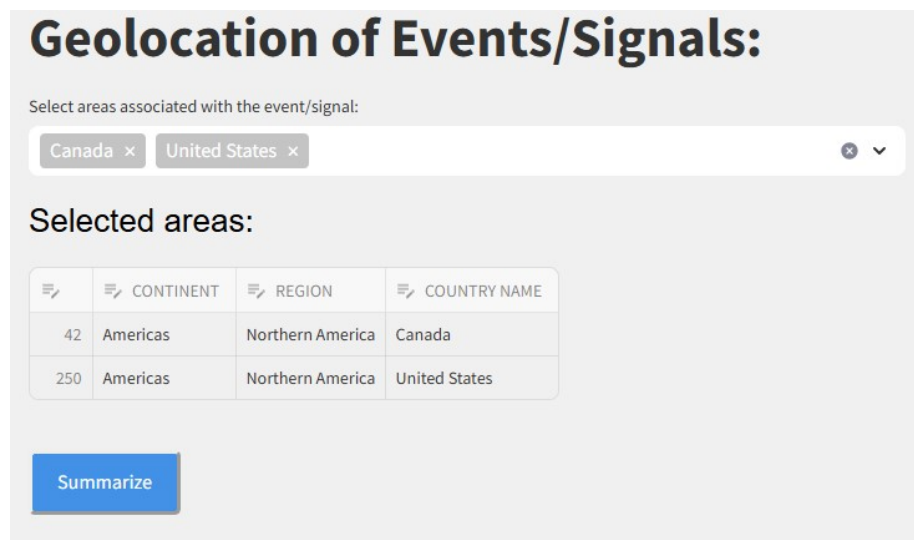 Geolocation of Events/Signals:
Select areas associated with the event/signal:
Canada × United States ×
Selected areas:
CONTINENT REGION COUNTRY NAME
42 Americas Northern America Canada
250 Americas Northern America United States
Summarize